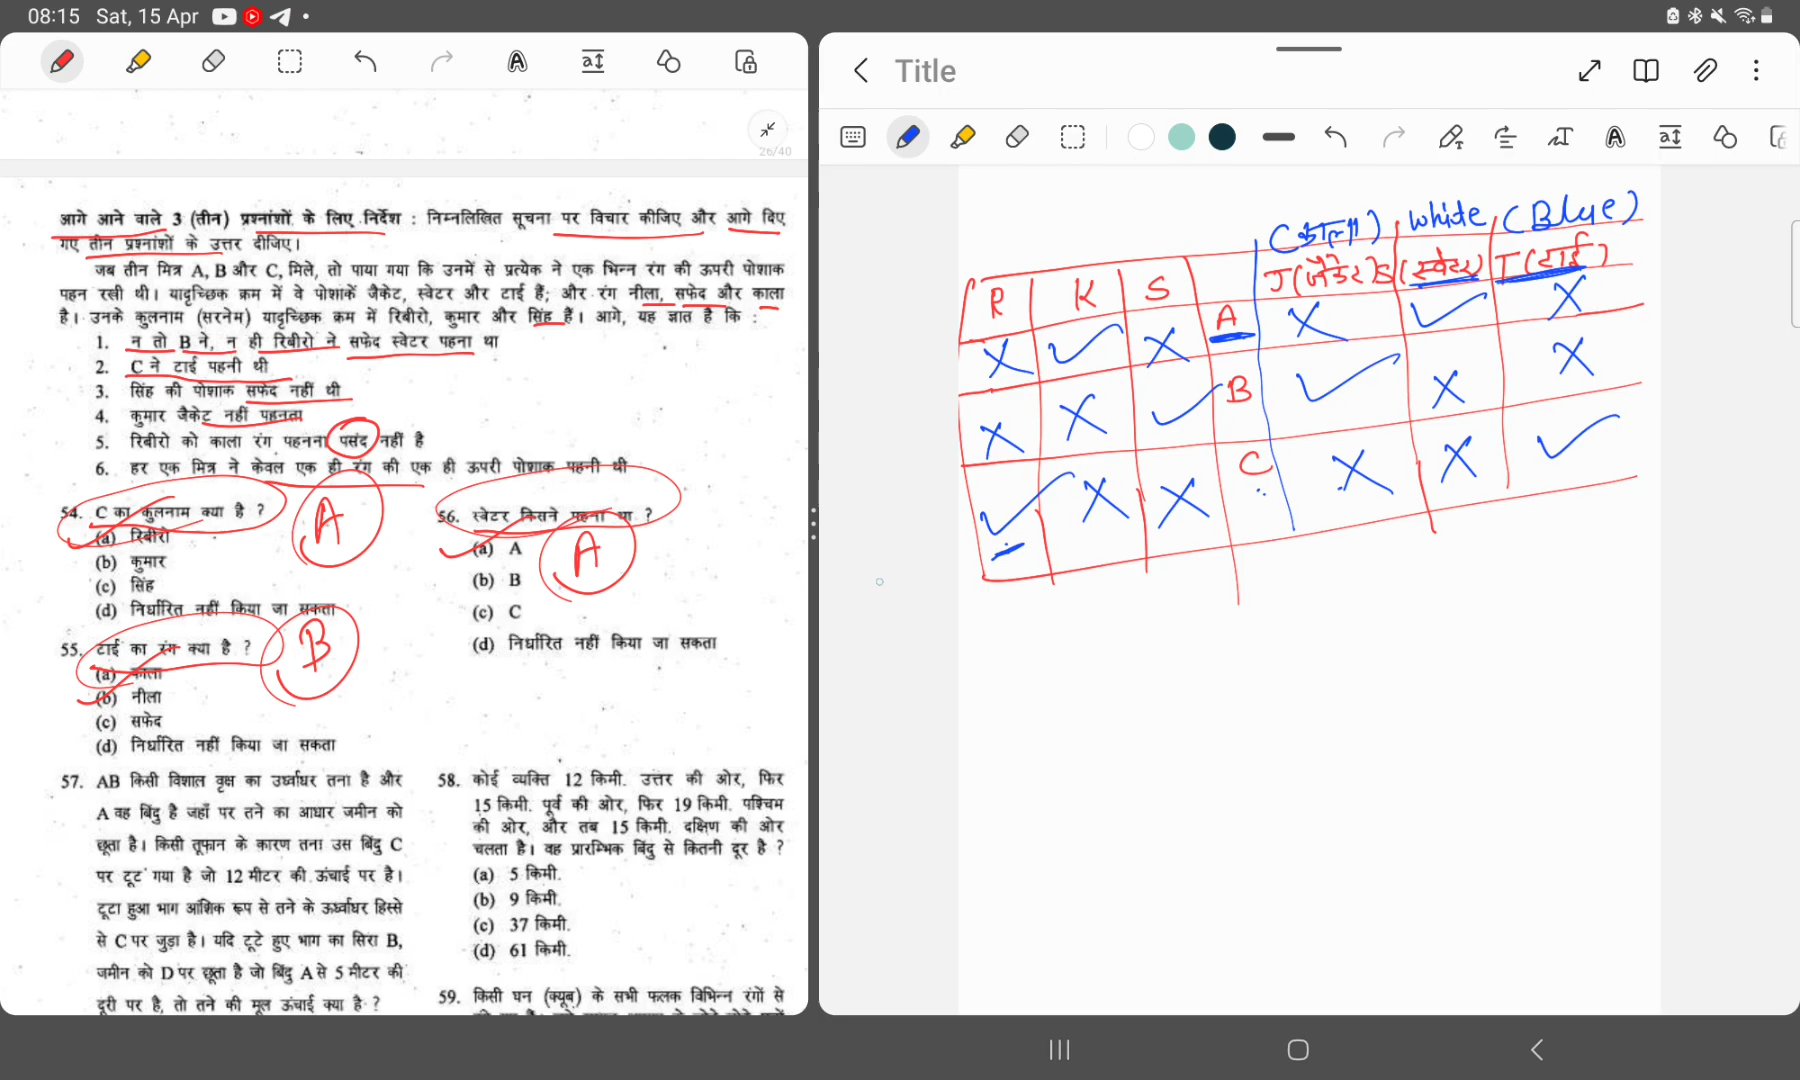 08:15 Sat, 15 Apr
26/40
आगे आने वाले 3 (तीन) प्रश्नांशों के लिए निर्देश : निम्नलिखित सूचना पर विचार कीजिए और आगे दिए
गए तीन प्रश्नांशों के उत्तर दीजिए।
जब तीन मित्र A, B और C, मिले, तो पाया गया कि उनमें से प्रत्येक ने एक भिन्न रंग की ऊपरी पोशाक
पहन रखी थी। यादृच्छिक क्रम में वे पोशाकें जैकेट, स्वेटर और टाई हैं; और रंग नीला, सफेद और काला
है। उनके कुलनाम (सरनेम) यादृच्छिक क्रम में रिबीरो, कुमार और सिंह हैं। आगे, यह ज्ञात है कि :
1. न तो B ने, न ही रिबीरो ने सफेद स्वेटर पहना था
2. C ने टाई पहनी थी
3. सिंह की पोशाक सफेद नहीं थी
4. कुमार जैकेट नहीं पहनता
5. रिबीरो को काला रंग पहनना पसंद नहीं है
6. हर एक मित्र ने केवल एक ही रंग की एक ही ऊपरी पोशाक पहनी थी
54. C का कुलनाम क्या है ?
(a) रिबीरो
(b) कुमार
(c) सिंह
(d) निर्धारित नहीं किया जा सकता
A
55. टाई का रंग क्या है ?
(a) काला
(b) नीला
(c) सफेद
(d) निर्धारित नहीं किया जा सकता
B
56. स्वेटर किसने पहना था ?
(a) A
(b) B
(c) C
(d) निर्धारित नहीं किया जा सकता
A
57. AB किसी विशाल वृक्ष का उर्ध्वाधर तना है और
A वह बिंदु है जहाँ पर तने का आधार जमीन को
छूता है। किसी तूफान के कारण तना उस बिंदु C
पर टूट गया है जो 12 मीटर की ऊंचाई पर है।
टूटा हुआ भाग आंशिक रूप से तने के ऊर्ध्वाधर हिस्से
से C पर जुड़ा है। यदि टूटे हुए भाग का सिरा B,
जमीन को D पर छूता है जो बिंदु A से 5 मीटर की
दूरी पर है, तो तने की मूल ऊंचाई क्या है ?
58. कोई व्यक्ति 12 किमी. उत्तर की ओर, फिर
15 किमी. पूर्व की ओर, फिर 19 किमी. पश्चिम
की ओर, और तब 15 किमी. दक्षिण की ओर
चलता है। वह प्रारम्भिक बिंदु से कितनी दूर है ?
(a) 5 किमी.
(b) 9 किमी.
(c) 37 किमी.
(d) 61 किमी.
59. किसी घन (क्यूब) के सभी फलक विभिन्न रंगों से
Title
(काला) white (Blue)
R K S J(जैकेट) S(स्वेटर) T(टाई)
A
B
C